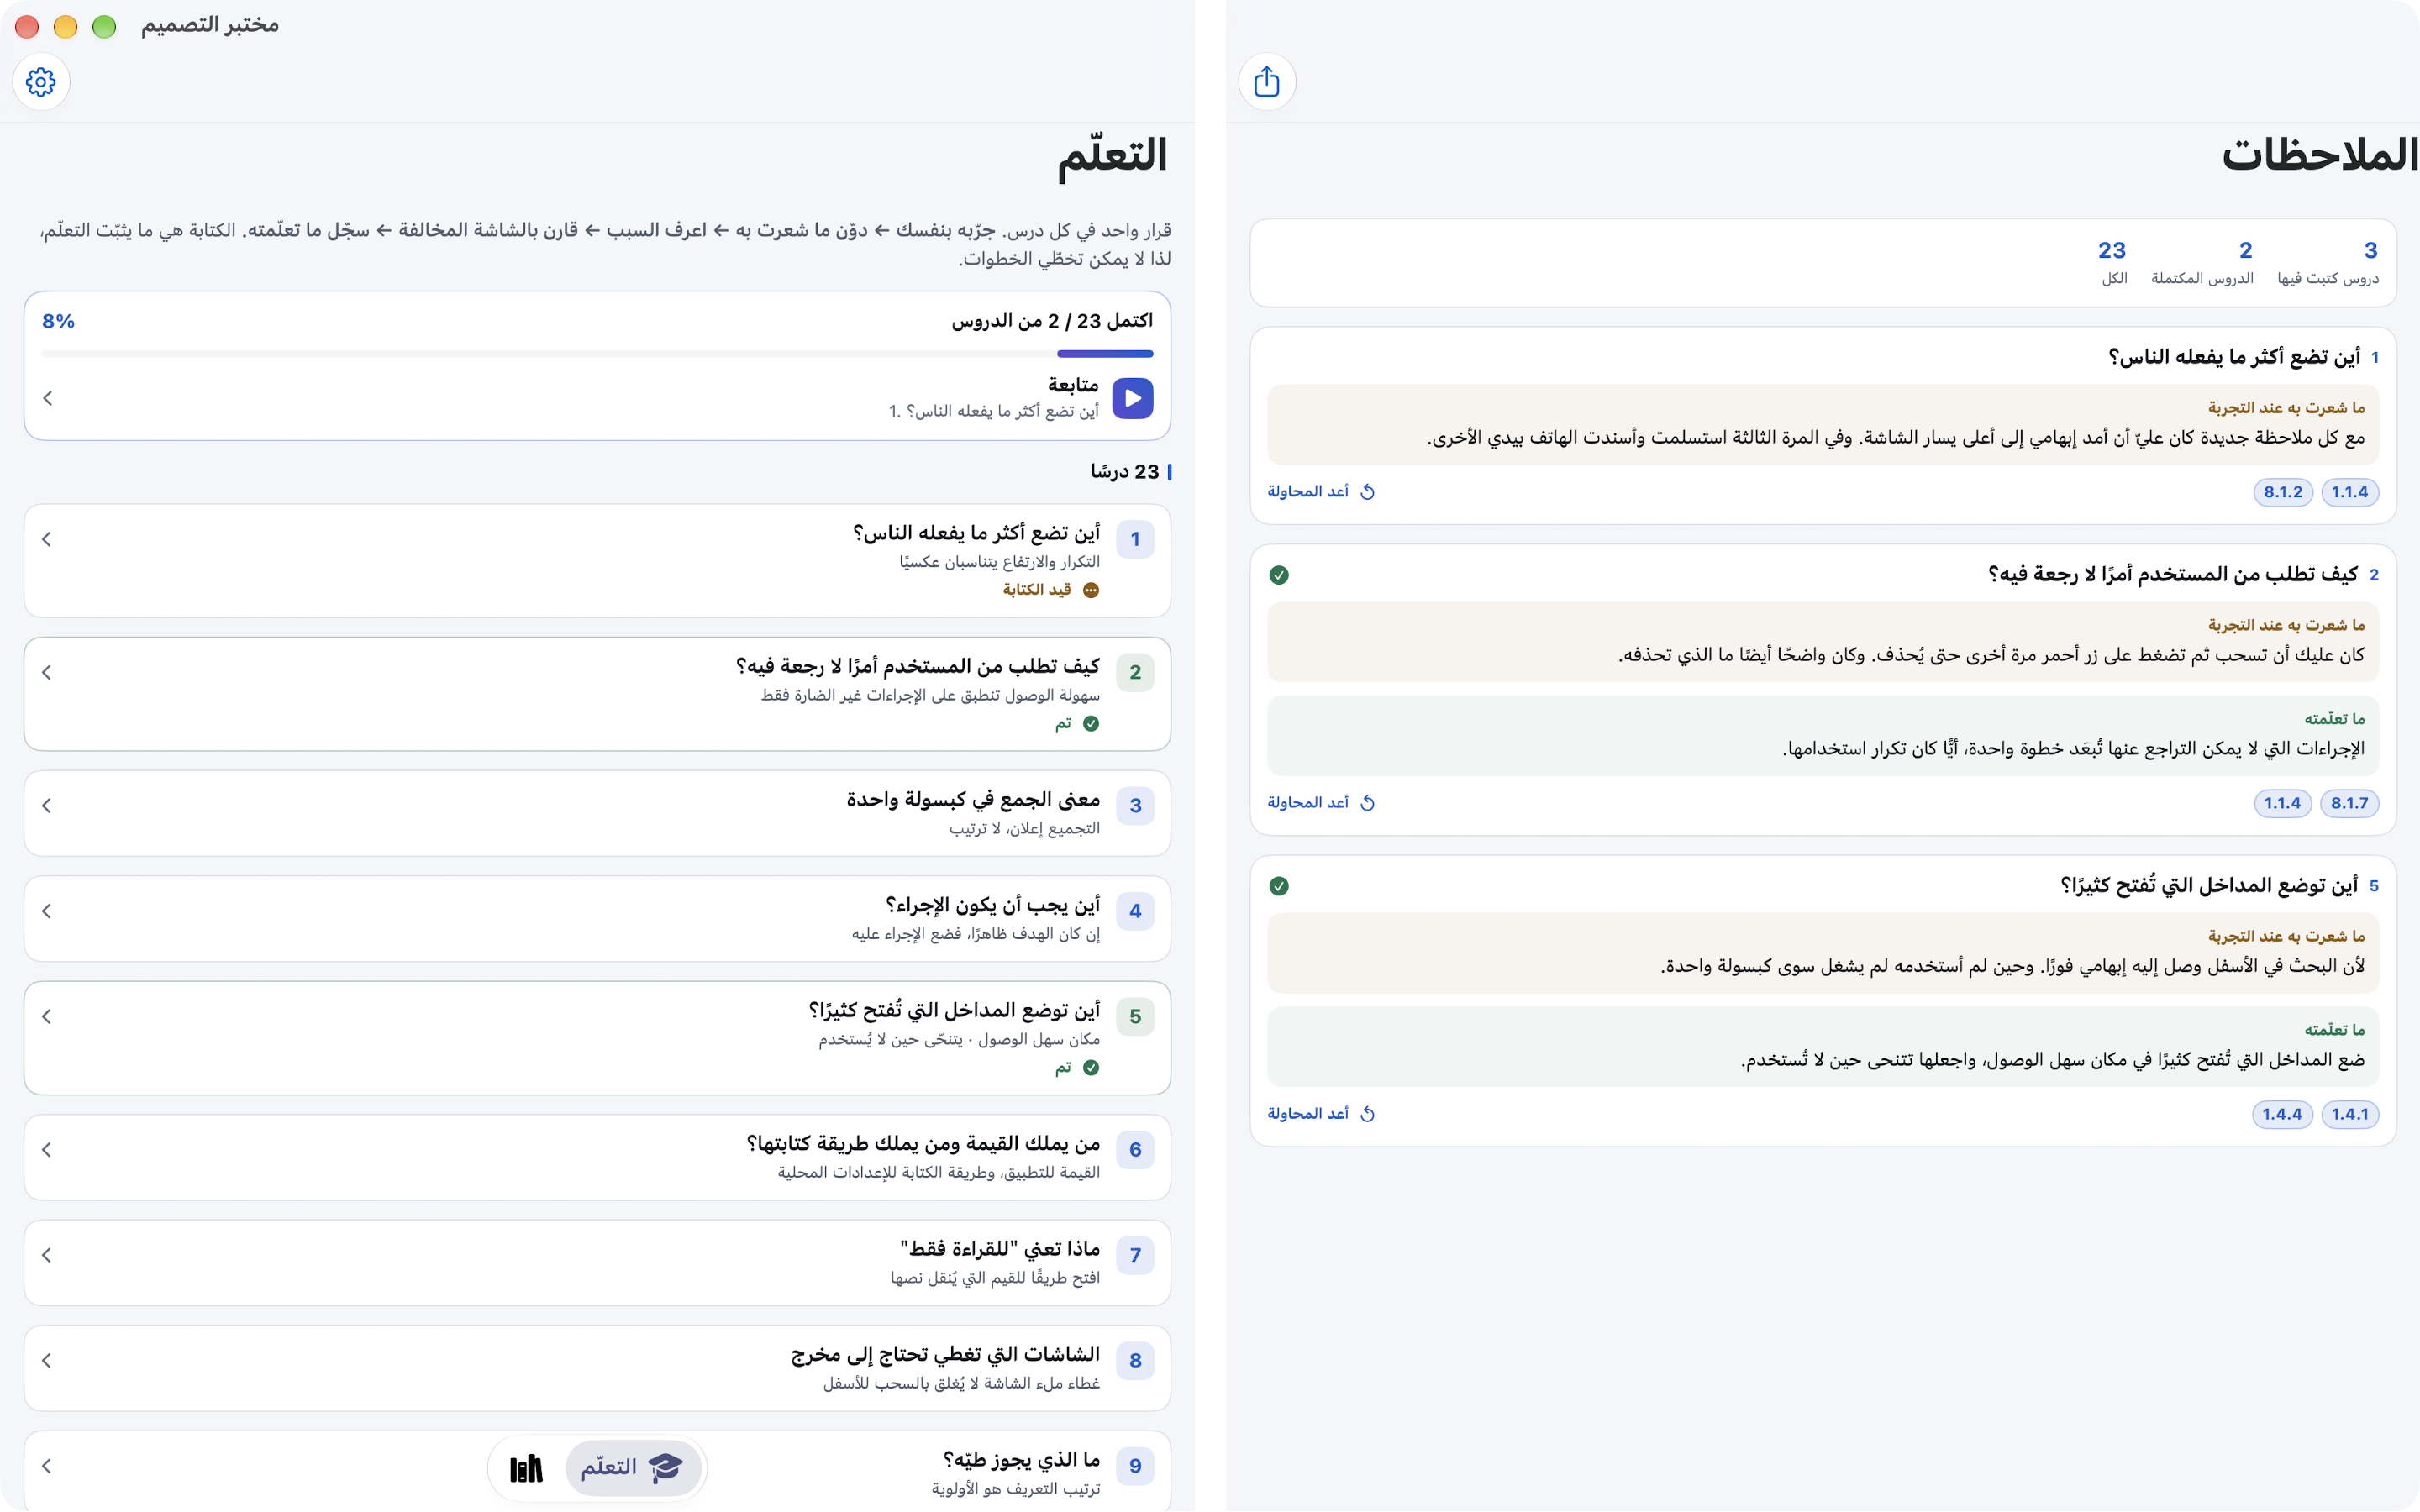 مختبر التصميم
التعلّم
قرار واحد في كل درس. جرّبه بنفسك ← دوّن ما شعرت به ← اعرف السبب ← قارن بالشاشة المخالفة ← سجّل ما تعلّمته. الكتابة هي ما يثبّت التعلّم،
لذا لا يمكن تخطّي الخطوات.
اكتمل 23 / 2 من الدروس
8%
متابعة
أين تضع أكثر ما يفعله الناس؟ .1
23 درسًا
1
أين تضع أكثر ما يفعله الناس؟
التكرار والارتفاع يتناسبان عكسيًا
قيد الكتابة
2
كيف تطلب من المستخدم أمرًا لا رجعة فيه؟
سهولة الوصول تنطبق على الإجراءات غير الضارة فقط
تم
3
معنى الجمع في كبسولة واحدة
التجميع إعلان، لا ترتيب
4
أين يجب أن يكون الإجراء؟
إن كان الهدف ظاهرًا، فضع الإجراء عليه
5
أين توضع المداخل التي تُفتح كثيرًا؟
مكان سهل الوصول · يتنحّى حين لا يُستخدم
تم
6
من يملك القيمة ومن يملك طريقة كتابتها؟
القيمة للتطبيق، وطريقة الكتابة للإعدادات المحلية
7
ماذا تعني "للقراءة فقط"
افتح طريقًا للقيم التي يُنقل نصها
8
الشاشات التي تغطي تحتاج إلى مخرج
غطاء ملء الشاشة لا يُغلق بالسحب للأسفل
9
ما الذي يجوز طيّه؟
ترتيب التعريف هو الأولوية
التعلّم
الملاحظات
3
دروس كتبت فيها
2
الدروس المكتملة
23
الكل
1 أين تضع أكثر ما يفعله الناس؟
ما شعرت به عند التجربة
مع كل ملاحظة جديدة كان عليّ أن أمد إبهامي إلى أعلى يسار الشاشة. وفي المرة الثالثة استسلمت وأسندت الهاتف بيدي الأخرى.
1.1.4
8.1.2
أعد المحاولة
2 كيف تطلب من المستخدم أمرًا لا رجعة فيه؟
ما شعرت به عند التجربة
كان عليك أن تسحب ثم تضغط على زر أحمر مرة أخرى حتى يُحذف. وكان واضحًا أيضًا ما الذي تحذفه.
ما تعلّمته
الإجراءات التي لا يمكن التراجع عنها تُبعَد خطوة واحدة، أيًّا كان تكرار استخدامها.
8.1.7
1.1.4
أعد المحاولة
5 أين توضع المداخل التي تُفتح كثيرًا؟
ما شعرت به عند التجربة
لأن البحث في الأسفل وصل إليه إبهامي فورًا. وحين لم أستخدمه لم يشغل سوى كبسولة واحدة.
ما تعلّمته
ضع المداخل التي تُفتح كثيرًا في مكان سهل الوصول، واجعلها تتنحى حين لا تُستخدم.
1.4.1
1.4.4
أعد المحاولة